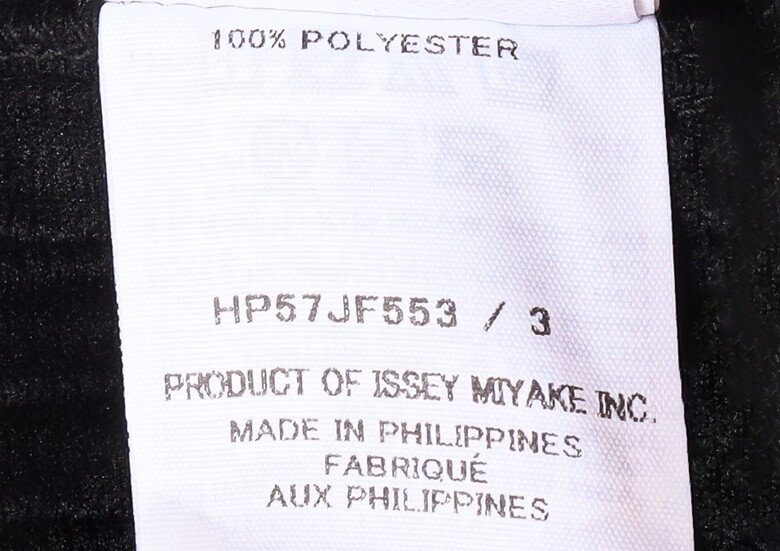 100% POLYESTER
HP57JF553 / 3
PRODUCT OF ISSEY MIYAKE INC.
MADE IN PHILIPPINES
FABRIQUÉ
AUX PHILIPPINES